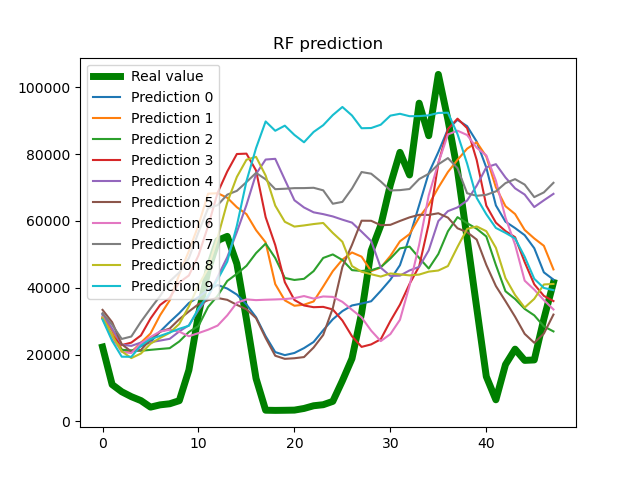 RF prediction
100000
80000
60000
40000
20000
0
Real value
Prediction 0
Prediction 1
Prediction 2
Prediction 3
Prediction 4
Prediction 5
Prediction 6
Prediction 7
Prediction 8
Prediction 9
0 10 20 30 40